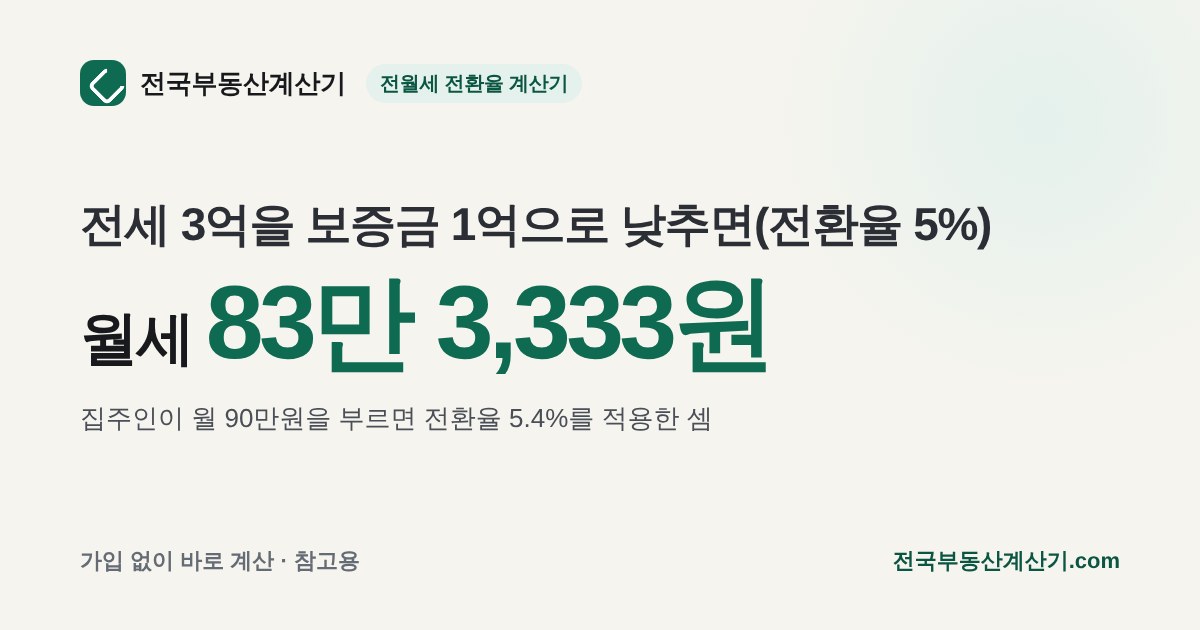 전국부동산계산기 전월세 전환율 계산기
전세 3억을 보증금 1억으로 낮추면(전환율 5%)
월세 83만 3,333원
집주인이 월 90만원을 부르면 전환율 5.4%를 적용한 셈
가입 없이 바로 계산 · 참고용 전국부동산계산기.com